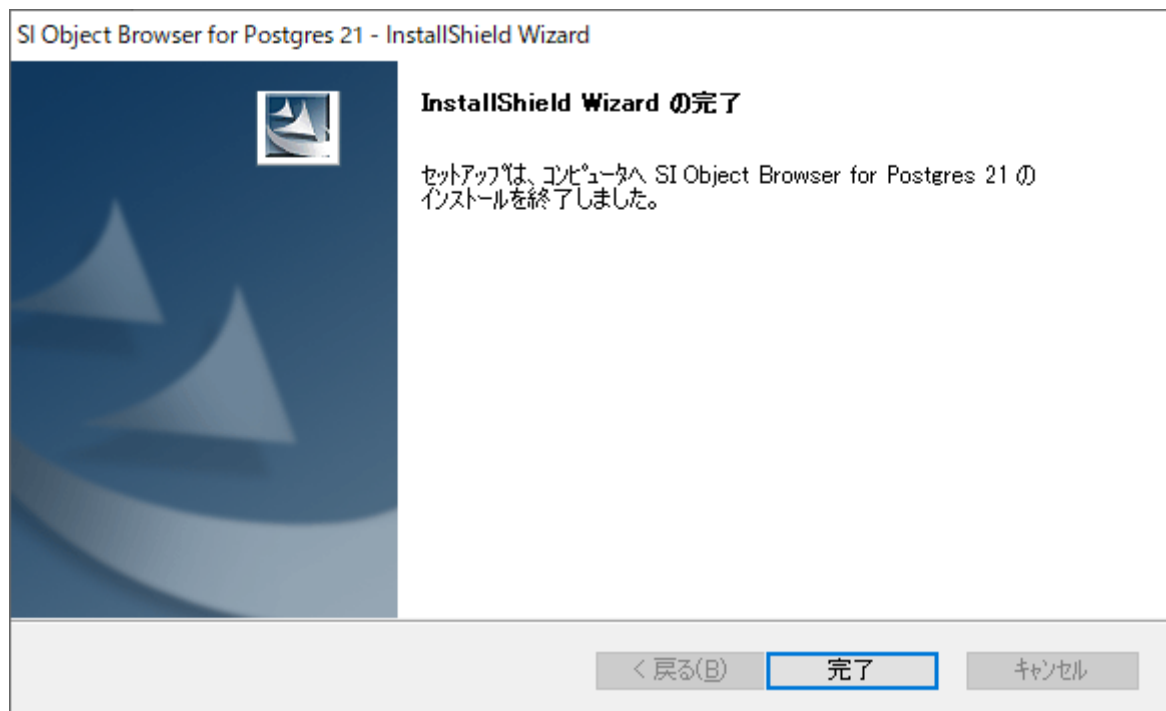 SI Object Browser for Postgres 21 - InstallShield Wizard
InstallShield Wizard の完了
セットアップは、コンピュータへ SI Object Browser for Postgres 21 の
インストールを終了しました。
< 戻る(B)
完了
キャンセル